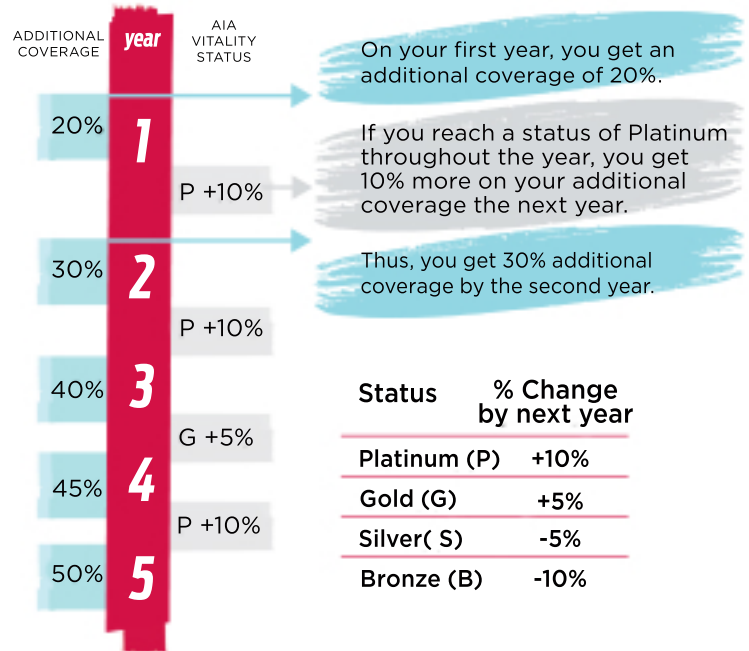 ADDITIONAL
COVERAGE
year
AIA
VITALITY
STATUS
On your first year, you get an
additional coverage of 20%.
20%
1
If you reach a status of Platinum
throughout the year, you get
10% more on your additional
coverage the next year.
P +10%
30%
2
Thus, you get 30% additional
coverage by the second year.
P +10%
40%
3
G +5%
45%
4
P +10%
50%
5
Status % Change
by next year
Platinum (P) +10%
Gold (G) +5%
Silver( S) -5%
Bronze (B) -10%